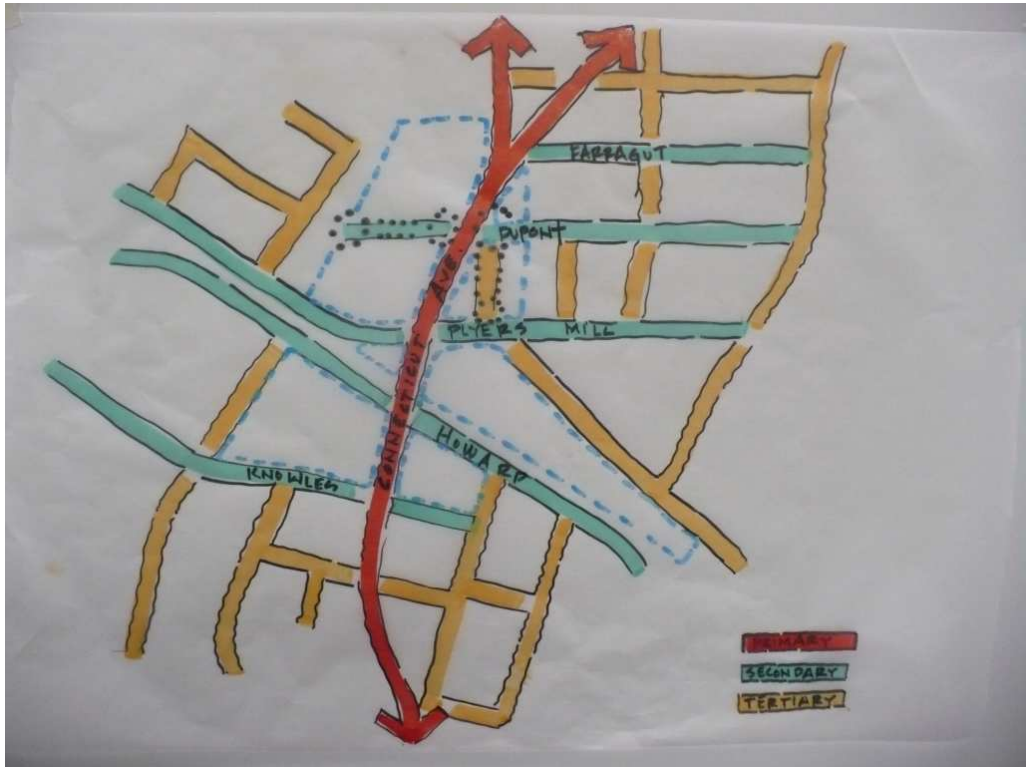 FARRAGUT
DUPONT
CONNECTICUT AVE.
PLYERS MILL
HOWARD
KNOWLES
PRIMARY
SECONDARY
TERTIARY